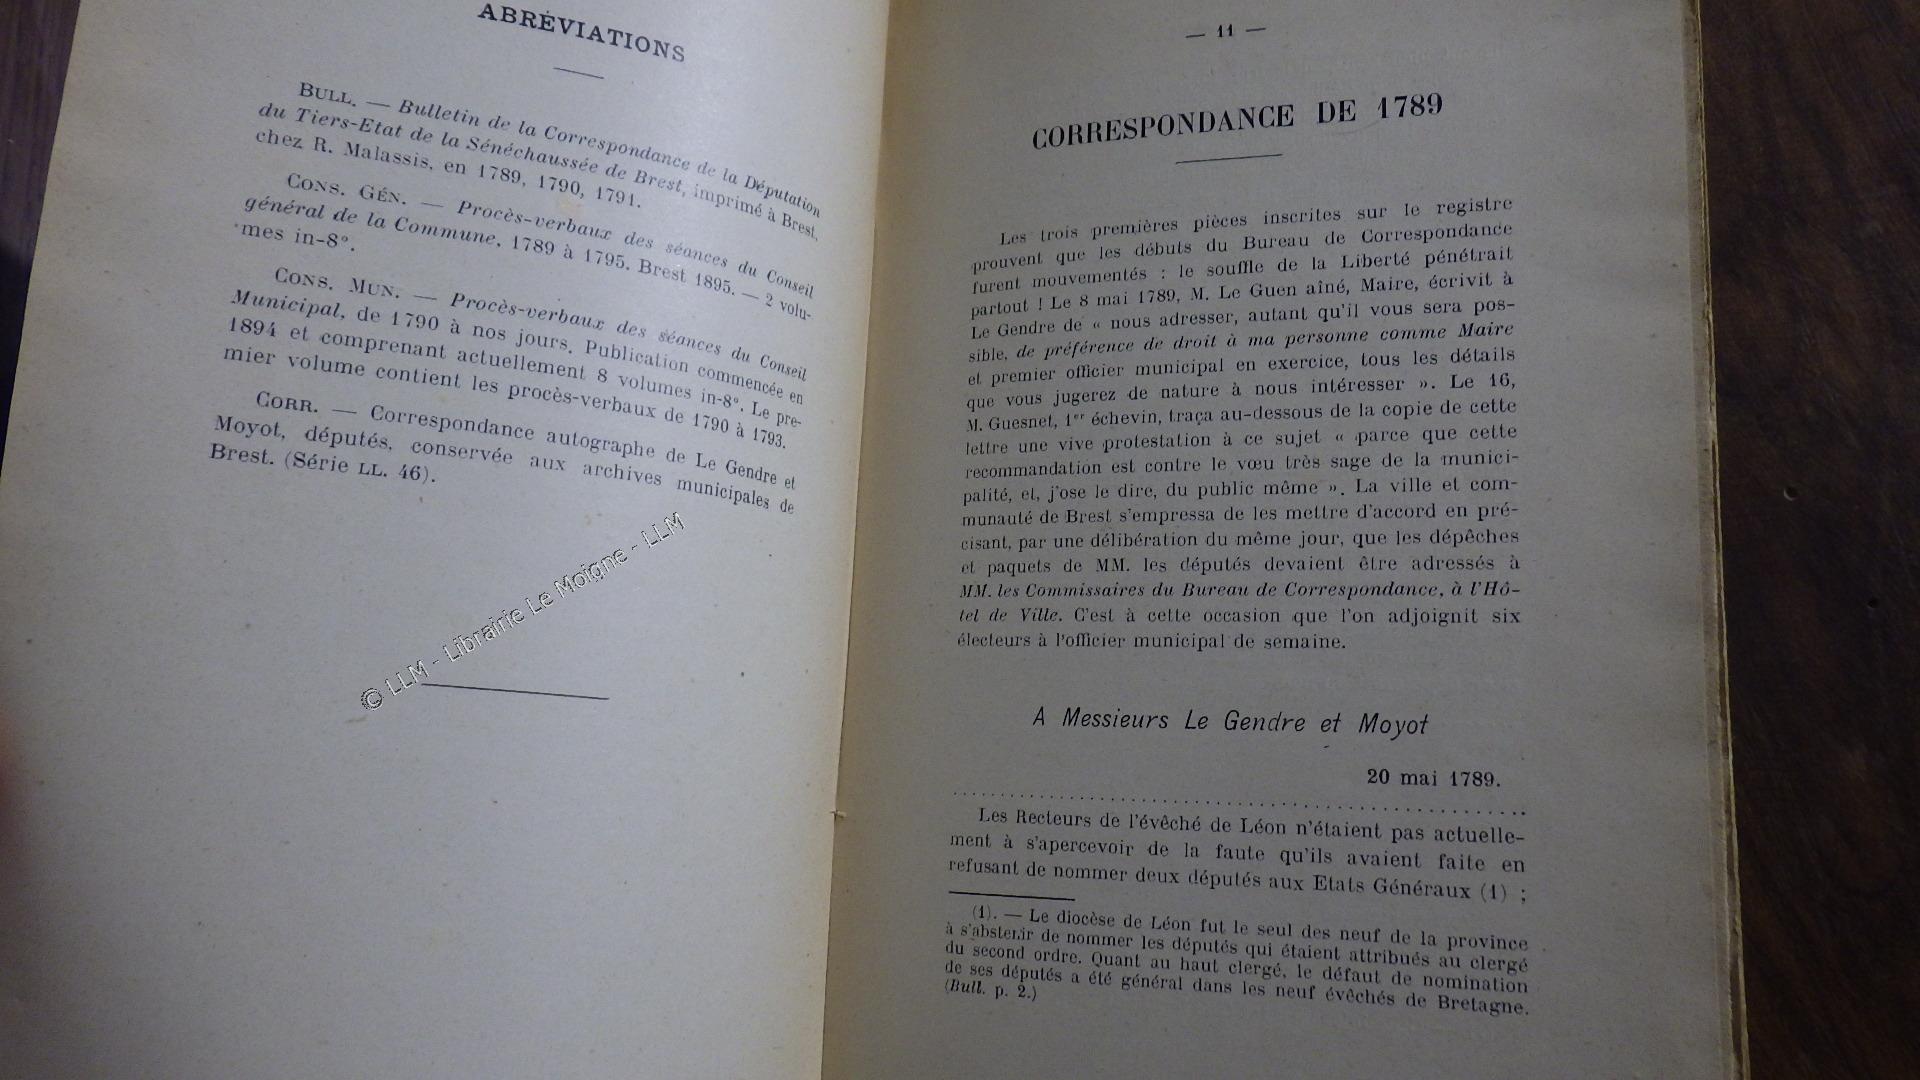 ABRÉVIATIONS
BULL. — Bulletin de la Correspondance de la Députation
du Tiers-Etat de la Sénéchaussée de Brest, imprimé à Brest,
chez R. Malassis, en 1789, 1790, 1791.
CONS. GÉN. — Procès-verbaux des séances du Conseil
général de la Commune, 1789 à 1795. Brest 1895. — 2 volu-
mes in-8°.
CONS. MUN. — Procès-verbaux des séances du Conseil
Municipal, de 1790 à nos jours. Publication commencée en
1894 et comprenant actuellement 8 volumes in-8°. Le pre-
mier volume contient les procès-verbaux de 1790 à 1793.
CORR. — Correspondance autographe de Le Gendre et
Moyot, députés, conservée aux archives municipales de
Brest. (Série LL. 46).
© LLM - Librairie Le Moigne - LLM
— 11 —
CORRESPONDANCE DE 1789
Les trois premières pièces inscrites sur le registre
prouvent que les débuts du Bureau de Correspondance
furent mouvementés : le souffle de la Liberté pénétrait
partout ! Le 8 mai 1789, M. Le Guen aîné, Maire, écrivit à
Le Gendre de « nous adresser, autant qu'il vous sera pos-
sible, de préférence de droit à ma personne comme Maire
et premier officier municipal en exercice, tous les détails
que vous jugerez de nature à nous intéresser ». Le 16,
M. Guesnet, 1er échevin, traça au-dessous de la copie de cette
lettre une vive protestation à ce sujet « parce que cette
recommandation est contre le vœu très sage de la munici-
palité, et, j'ose le dire, du public même ». La ville et com-
munauté de Brest s'empressa de les mettre d'accord en pré-
cisant, par une délibération du même jour, que les dépêches
et paquets de MM. les députés devaient être adressés à
MM. les Commissaires du Bureau de Correspondance, à l'Hô-
tel de Ville. C'est à cette occasion que l'on adjoignit six
électeurs à l'officier municipal de semaine.
A Messieurs Le Gendre et Moyot
20 mai 1789.
Les Recteurs de l'évêché de Léon n'étaient pas actuelle-
ment à s'apercevoir de la faute qu'ils avaient faite en
refusant de nommer deux députés aux Etats Généraux (1) ;
(1). — Le diocèse de Léon fut le seul des neuf de la province
à s'abstenir de nommer les députés qui étaient attribués au clergé
du second ordre. Quant au haut clergé, le défaut de nomination
de ses députés a été général dans les neuf évêchés de Bretagne.
(Bull. p. 2.)